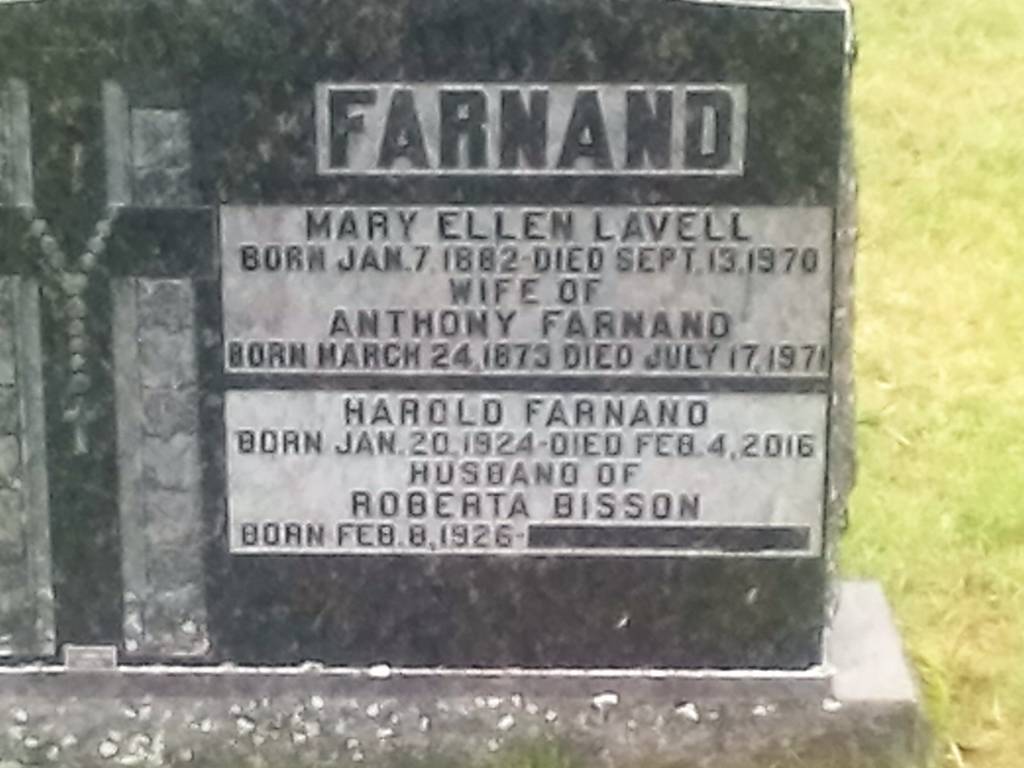 FARNAND
MARY ELLEN LAVELL
BORN JAN. 7, 1882-DIED SEPT. 13, 1970
WIFE OF
ANTHONY FARNAND
BORN MARCH 24, 1873 DIED JULY 17, 1971
HAROLD FARNAND
BORN JAN. 20, 1924-DIED FEB. 4, 2016
HUSBAND OF
ROBERTA BISSON
BORN FEB. 8, 1926-